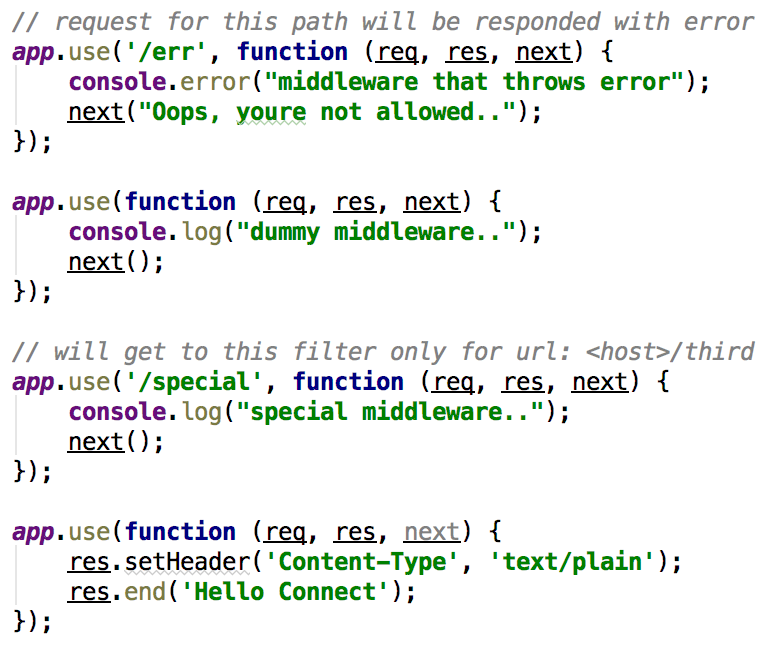 // request for this path will be responded with error
app.use('/err', function (req, res, next) {
    console.error("middleware that throws error");
    next("Oops, youre not allowed..");
});

app.use(function (req, res, next) {
    console.log("dummy middleware..");
    next();
});

// will get to this filter only for url: <host>/third
app.use('/special', function (req, res, next) {
    console.log("special middleware..");
    next();
});

app.use(function (req, res, next) {
    res.setHeader('Content-Type', 'text/plain');
    res.end('Hello Connect');
});